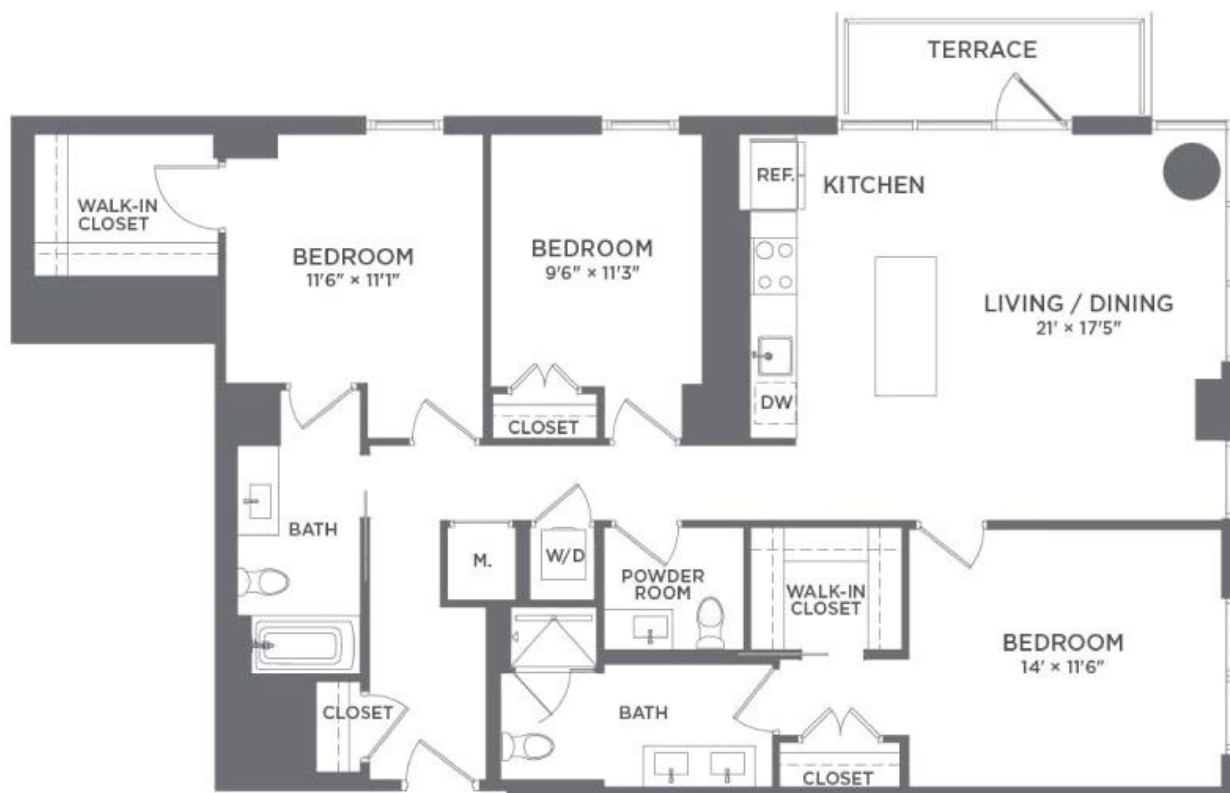 TERRACE
REF.
KITCHEN
WALK-IN
CLOSET
BEDROOM
11'6" × 11'1"
BEDROOM
9'6" × 11'3"
LIVING / DINING
21' × 17'5"
DW
CLOSET
BATH
M.
W/D
POWDER
ROOM
WALK-IN
CLOSET
BEDROOM
14' × 11'6"
CLOSET
BATH
CLOSET